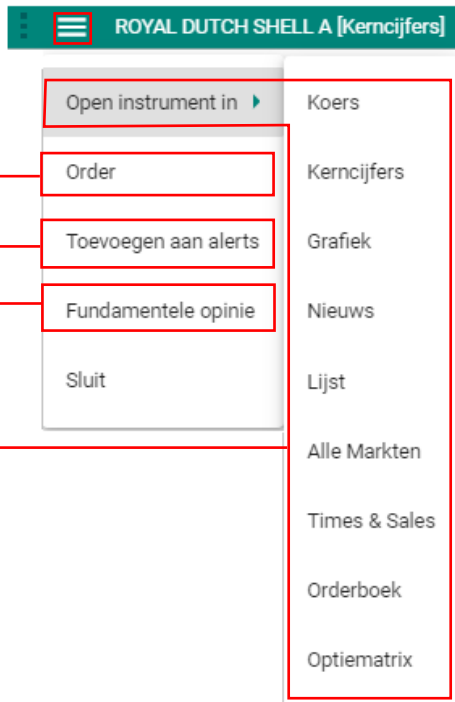 ROYAL DUTCH SHELL A [Kerncijfers]
Open instrument in
Order
Toevoegen aan alerts
Fundamentele opinie
Sluit
Koers
Kerncijfers
Grafiek
Nieuws
Lijst
Alle Markten
Times & Sales
Orderboek
Optiematrix